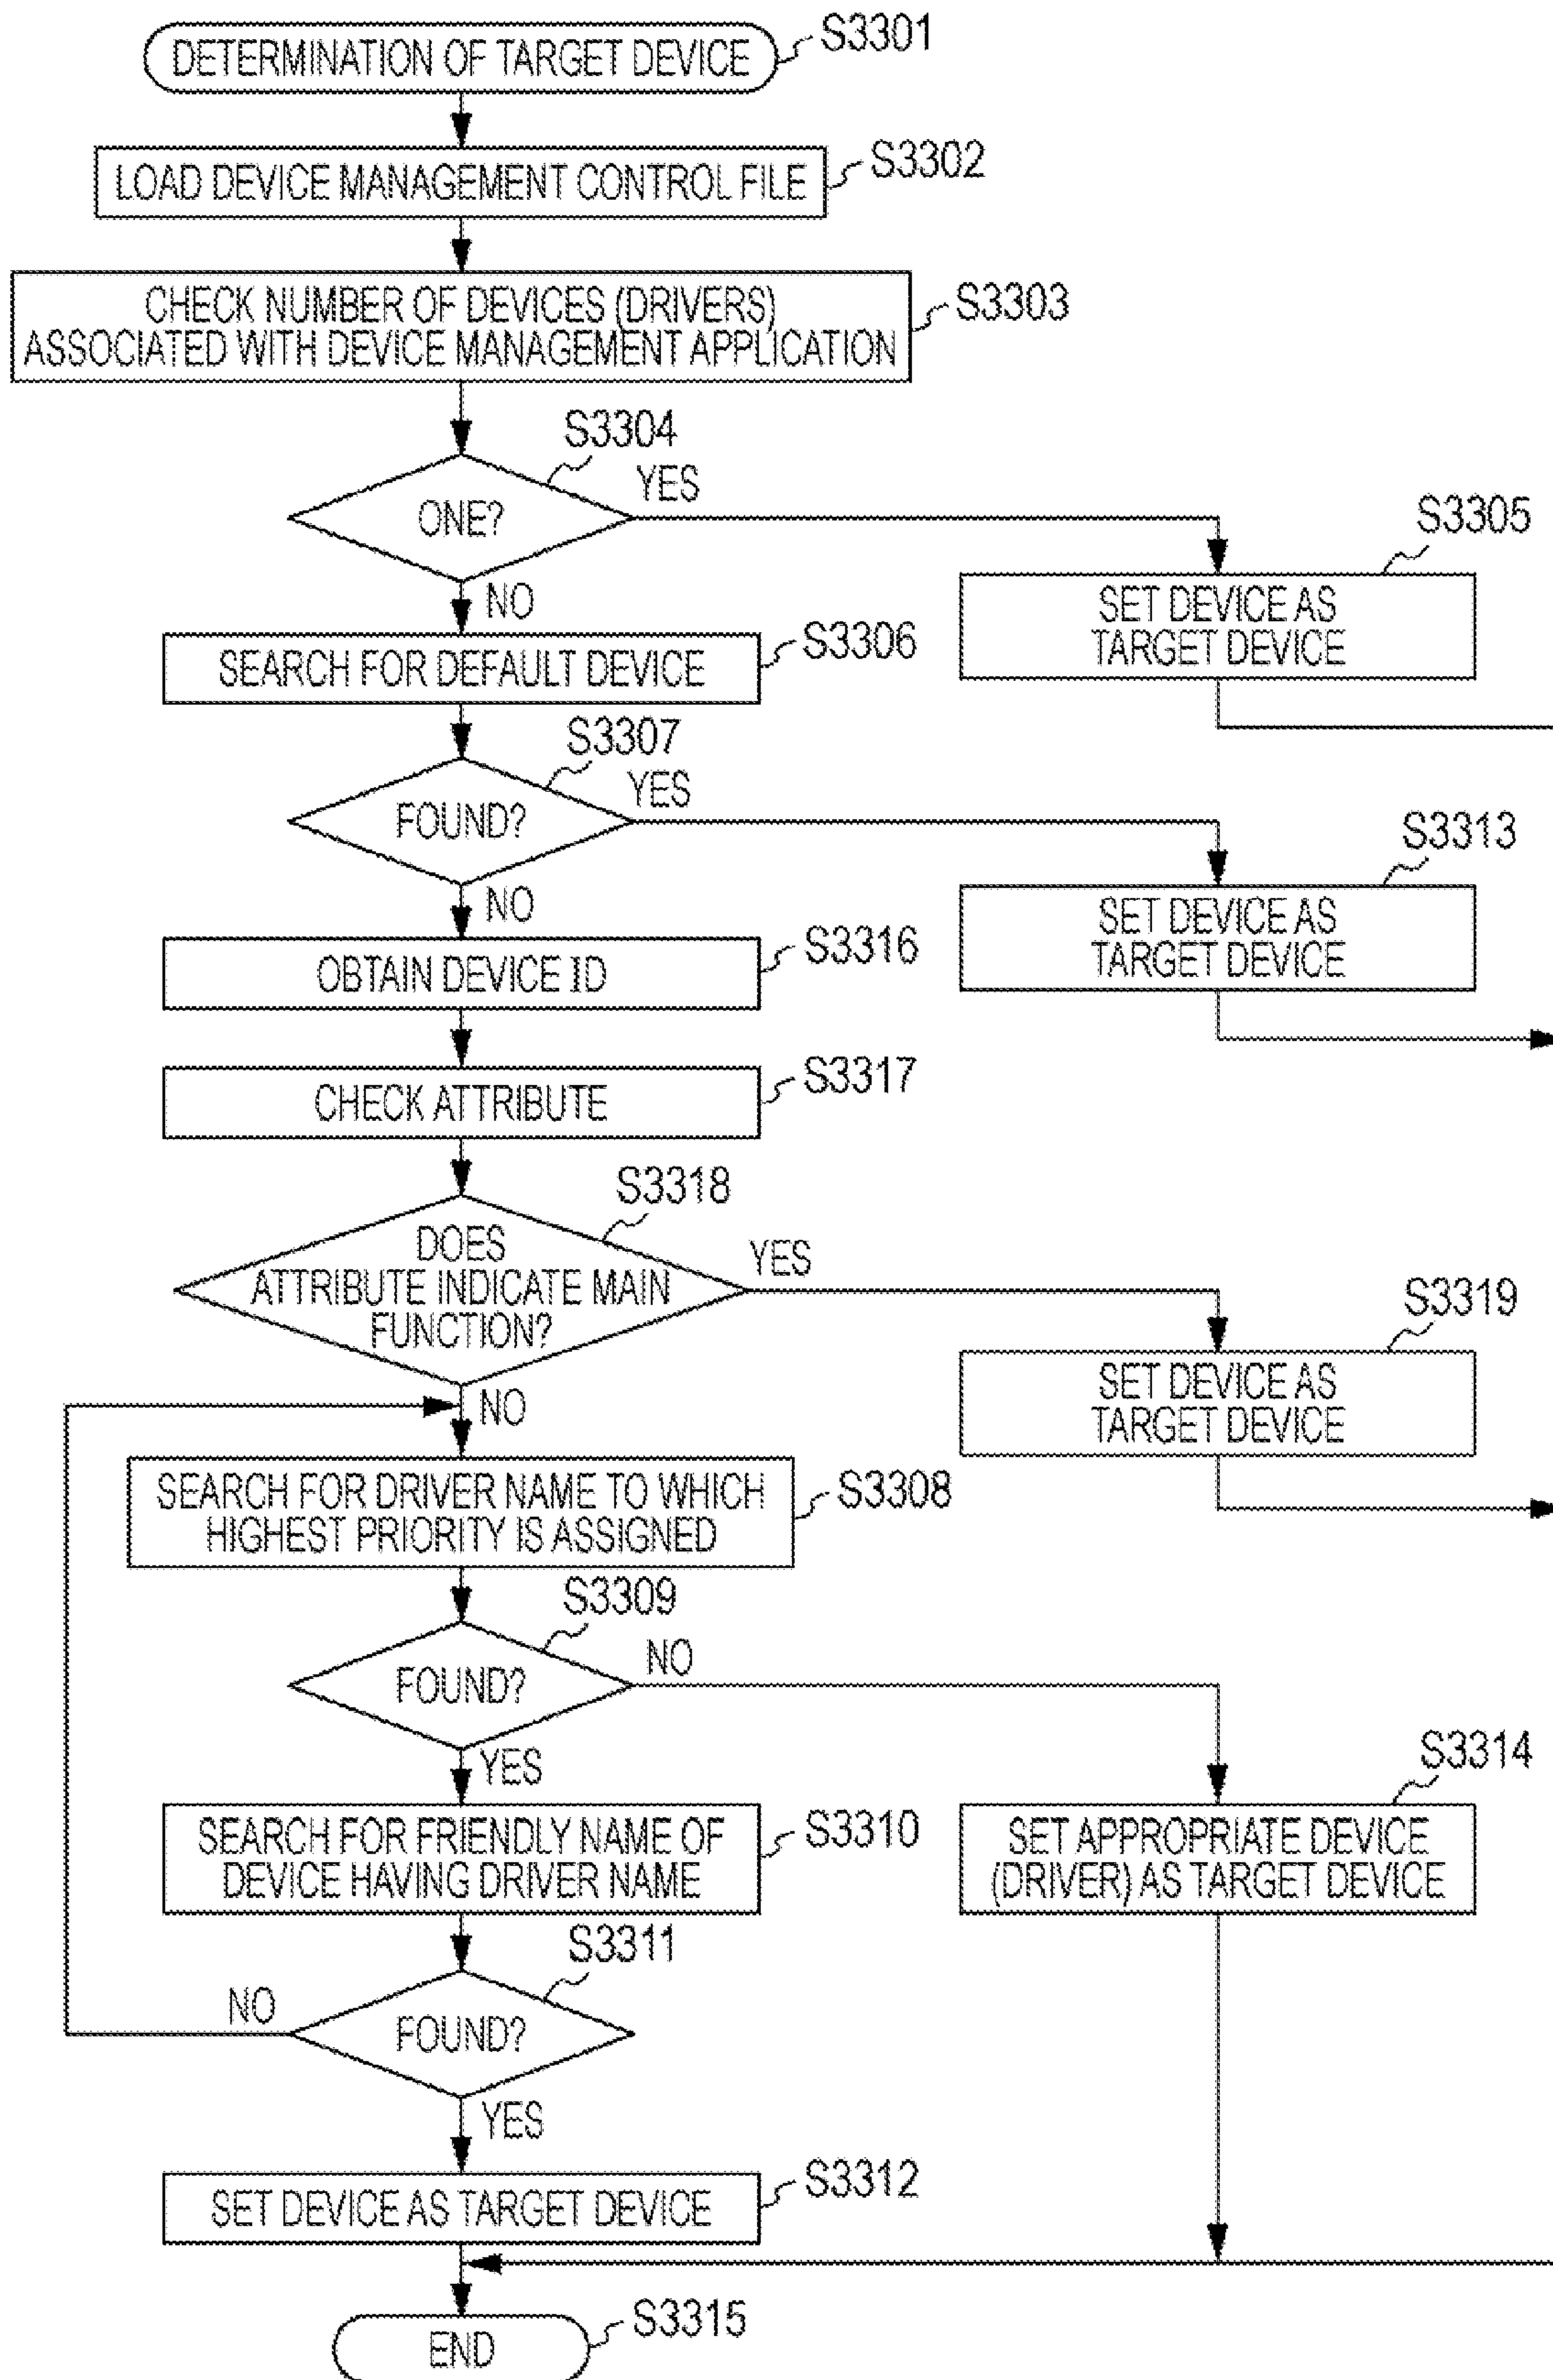 DETERMINATION OF TARGET DEVICE
S3301
LOAD DEVICE MANAGEMENT CONTROL FILE
S3302
CHECK NUMBER OF DEVICES (DRIVERS)
ASSOCIATED WITH DEVICE MANAGEMENT APPLICATION
S3303
S3304
ONE?
YES
NO
S3305
SET DEVICE AS
TARGET DEVICE
SEARCH FOR DEFAULT DEVICE
S3306
S3307
FOUND?
YES
NO
S3313
SET DEVICE AS
TARGET DEVICE
OBTAIN DEVICE ID
S3316
CHECK ATTRIBUTE
S3317
S3318
DOES
ATTRIBUTE INDICATE MAIN
FUNCTION?
YES
NO
S3319
SET DEVICE AS
TARGET DEVICE
SEARCH FOR DRIVER NAME TO WHICH
HIGHEST PRIORITY IS ASSIGNED
S3308
S3309
FOUND?
NO
YES
S3314
SET APPROPRIATE DEVICE
(DRIVER) AS TARGET DEVICE
SEARCH FOR FRIENDLY NAME OF
DEVICE HAVING DRIVER NAME
S3310
S3311
FOUND?
NO
YES
SET DEVICE AS TARGET DEVICE
S3312
END
S3315